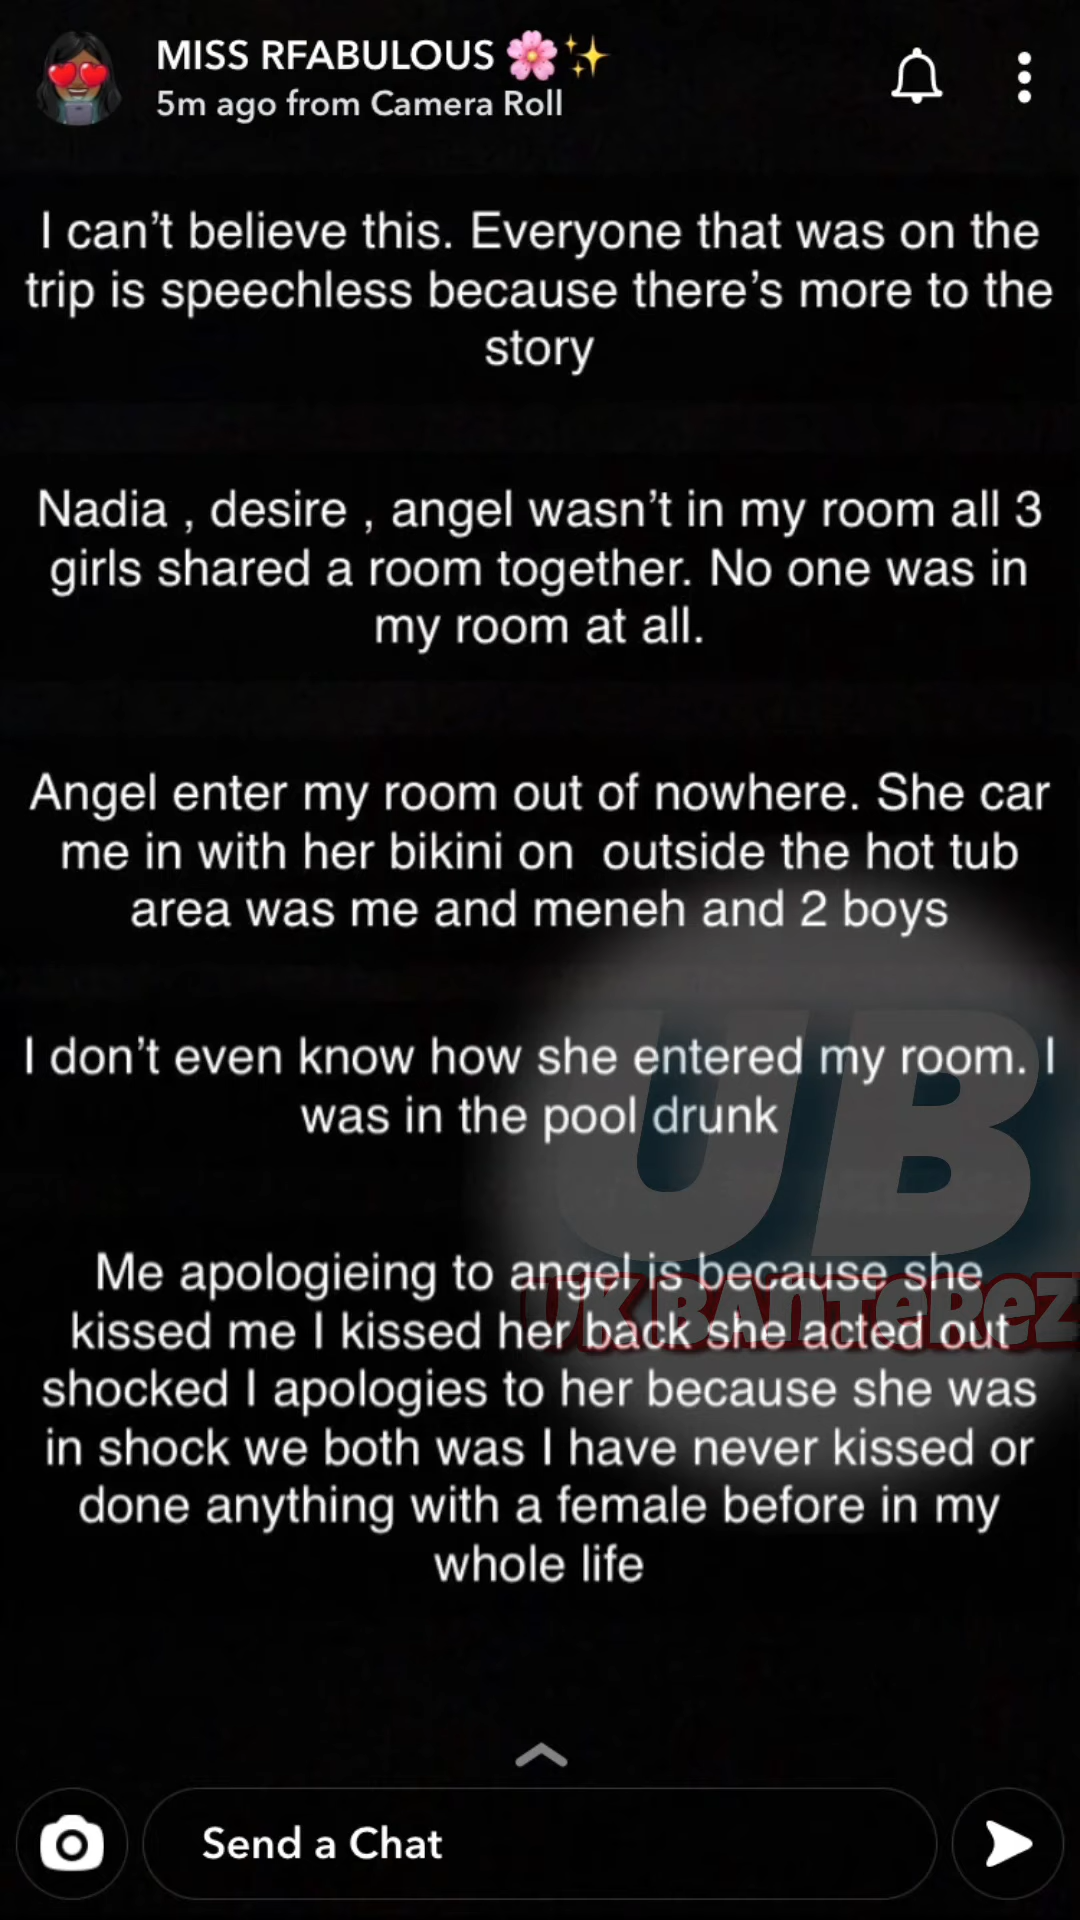 MISS RFABULOUS 🌸✨
5m ago from Camera Roll
I can't believe this. Everyone that was on the
trip is speechless because there's more to the
story
Nadia , desire , angel wasn't in my room all 3
girls shared a room together. No one was in
my room at all.
Angel enter my room out of nowhere. She car
me in with her bikini on  outside the hot tub
area was me and meneh and 2 boys
I don't even know how she entered my room. I
was in the pool drunk
UB
Me apologieing to angel is because she
UK BANTEREZ
kissed me I kissed her back she acted out
shocked I apologies to her because she was
in shock we both was I have never kissed or
done anything with a female before in my
whole life
Send a Chat